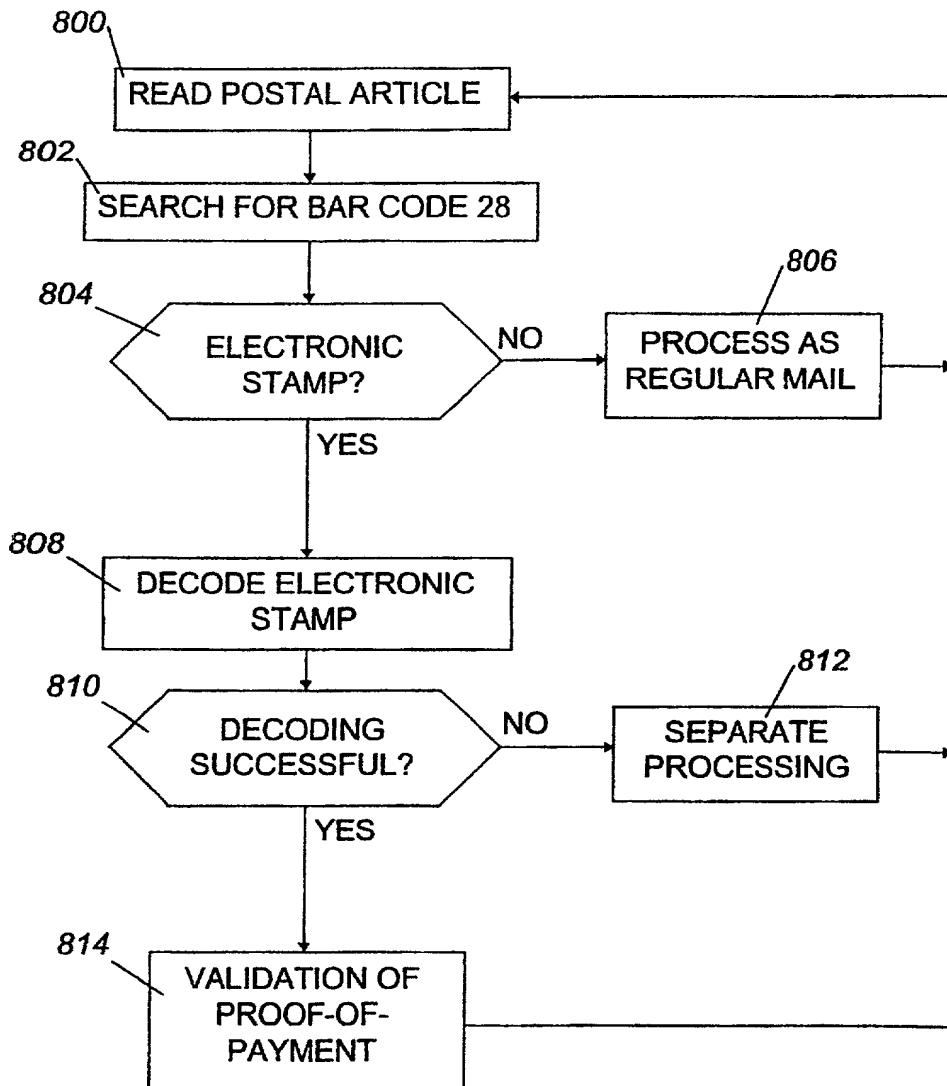 800
READ POSTAL ARTICLE
802
SEARCH FOR BAR CODE 28
804
ELECTRONIC
STAMP?
NO
806
PROCESS AS
REGULAR MAIL
YES
808
DECODE ELECTRONIC
STAMP
810
DECODING
SUCCESSFUL?
NO
812
SEPARATE
PROCESSING
YES
814
VALIDATION OF
PROOF-OF-
PAYMENT